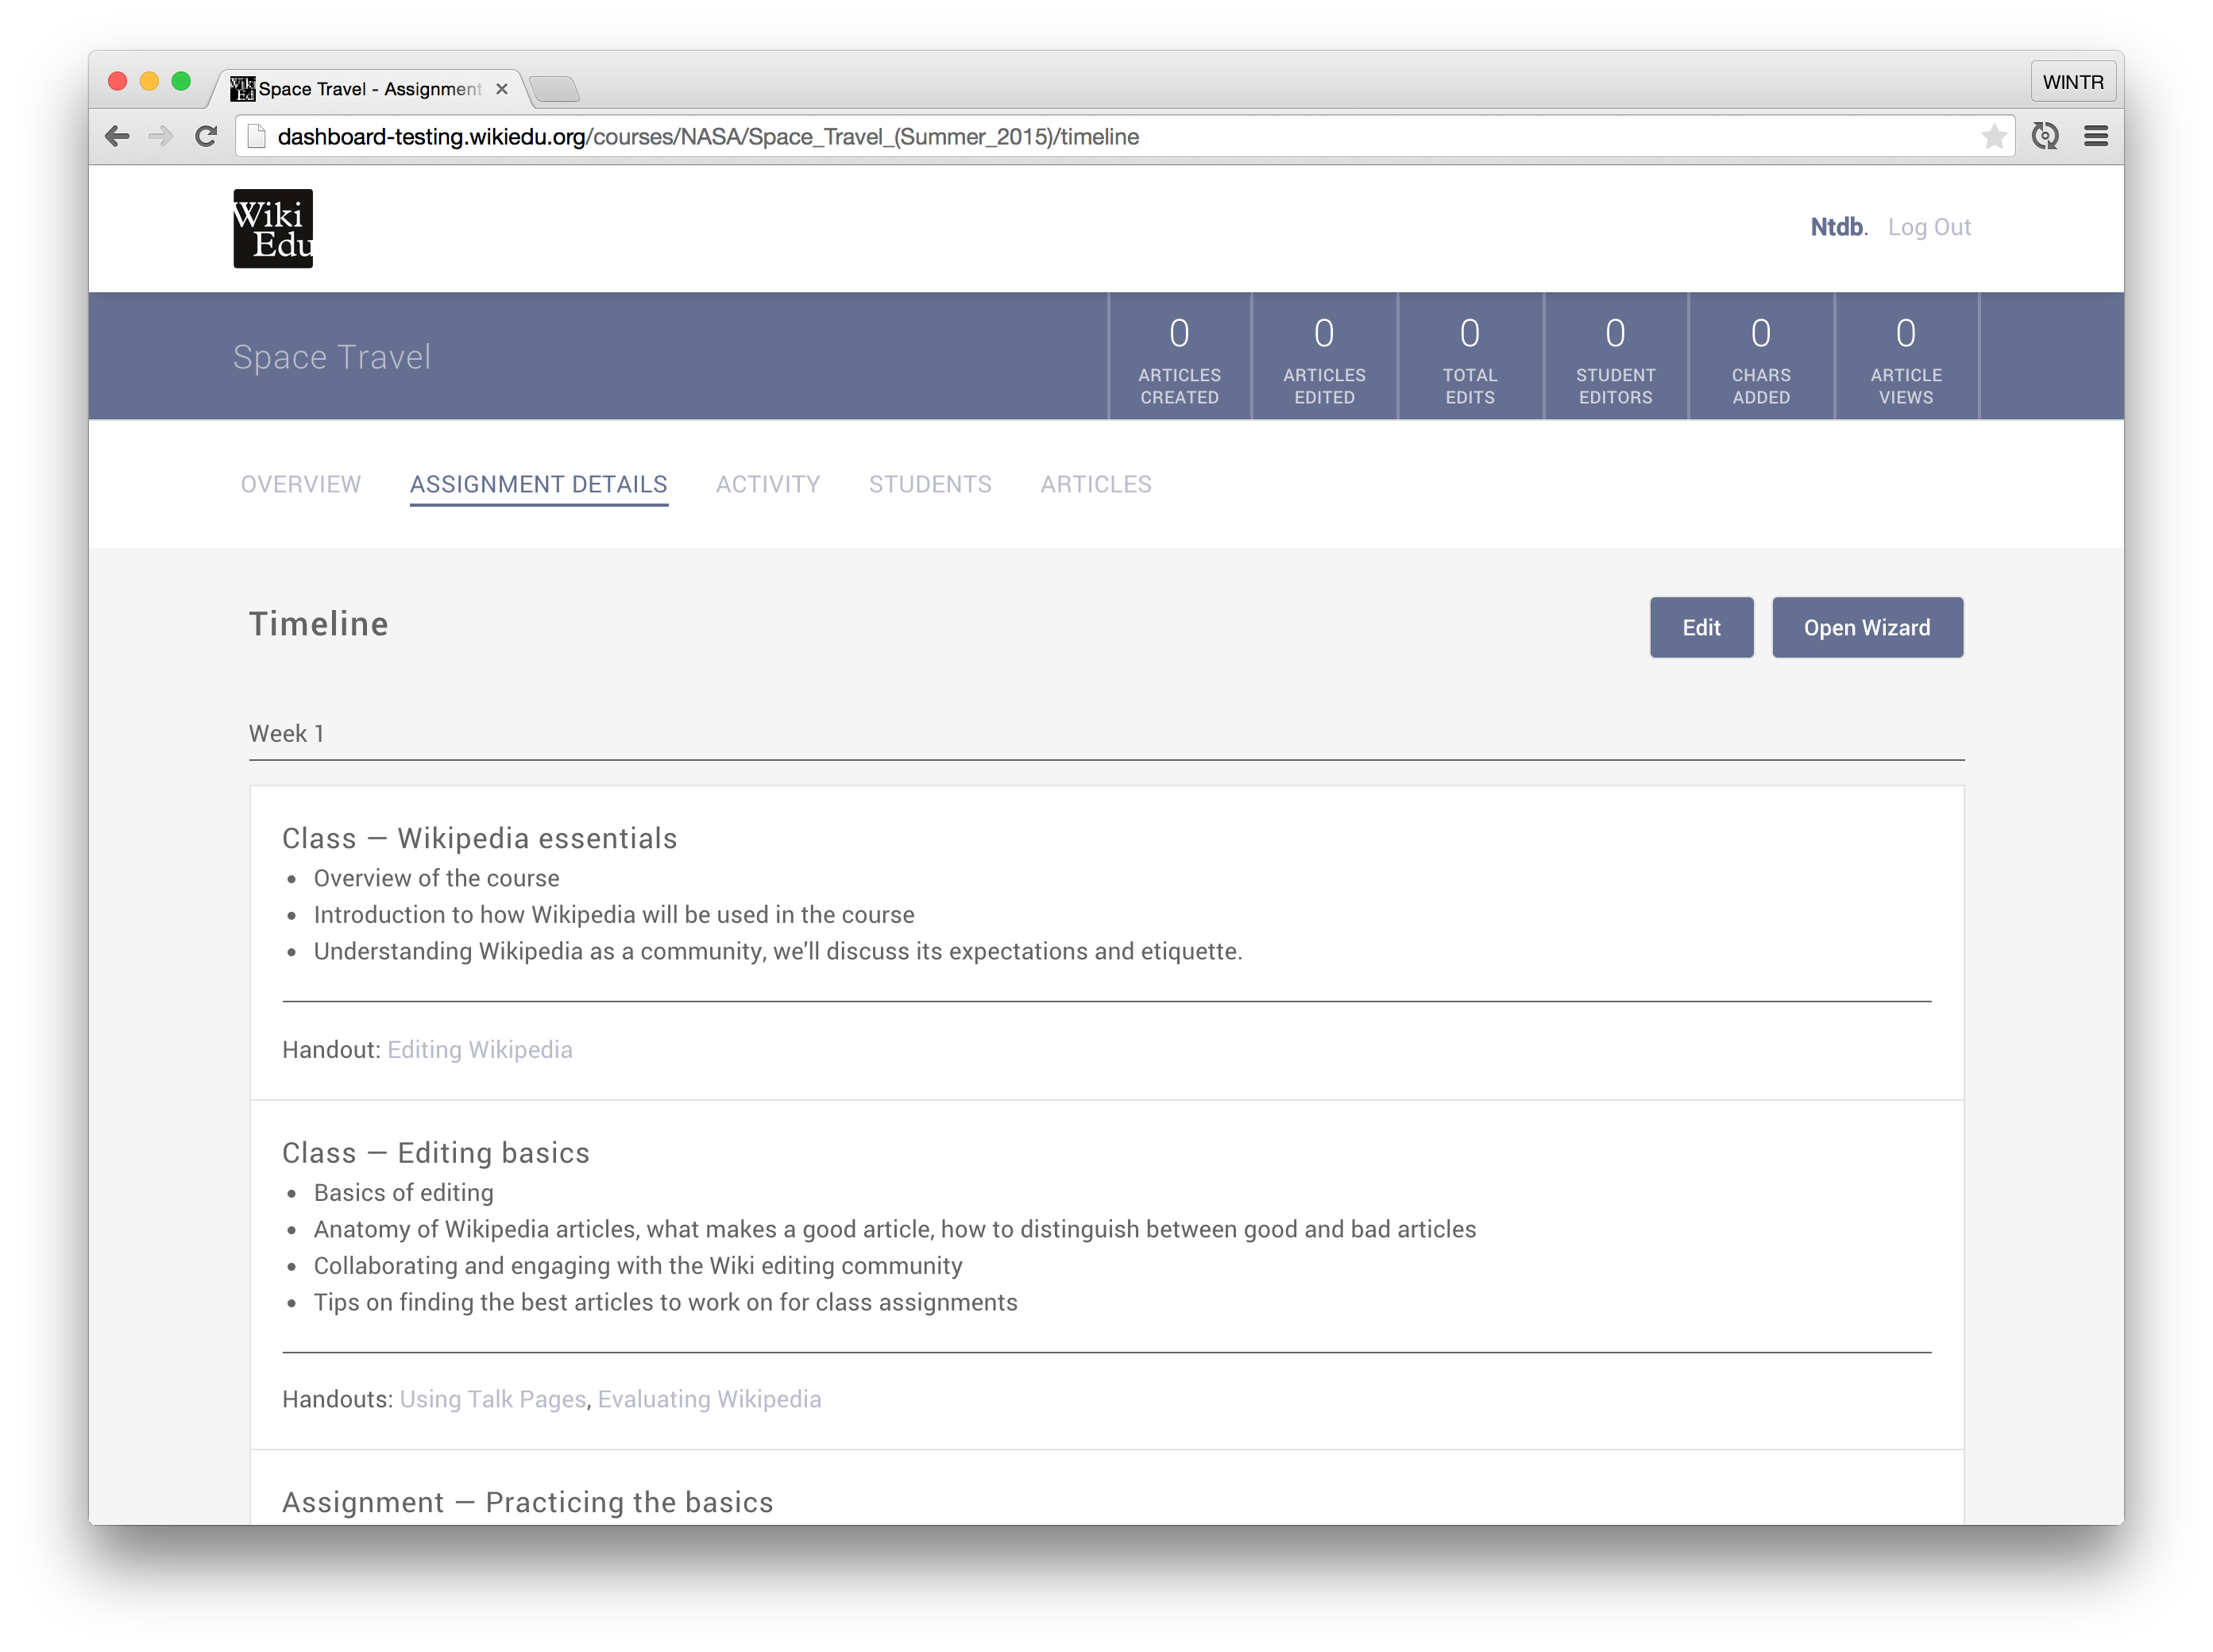 Space Travel - Assignment
WINTR
dashboard-testing.wikiedu.org/courses/NASA/Space_Travel_(Summer_2015)/timeline
Wiki
Edu
Ntdb. Log Out
Space Travel
0 0 0 0 0 0
ARTICLES CREATED
ARTICLES EDITED
TOTAL EDITS
STUDENT EDITORS
CHARS ADDED
ARTICLE VIEWS
OVERVIEW ASSIGNMENT DETAILS ACTIVITY STUDENTS ARTICLES
Timeline
Edit Open Wizard
Week 1
Class — Wikipedia essentials
• Overview of the course
• Introduction to how Wikipedia will be used in the course
• Understanding Wikipedia as a community, we'll discuss its expectations and etiquette.
Handout: Editing Wikipedia
Class — Editing basics
• Basics of editing
• Anatomy of Wikipedia articles, what makes a good article, how to distinguish between good and bad articles
• Collaborating and engaging with the Wiki editing community
• Tips on finding the best articles to work on for class assignments
Handouts: Using Talk Pages, Evaluating Wikipedia
Assignment — Practicing the basics